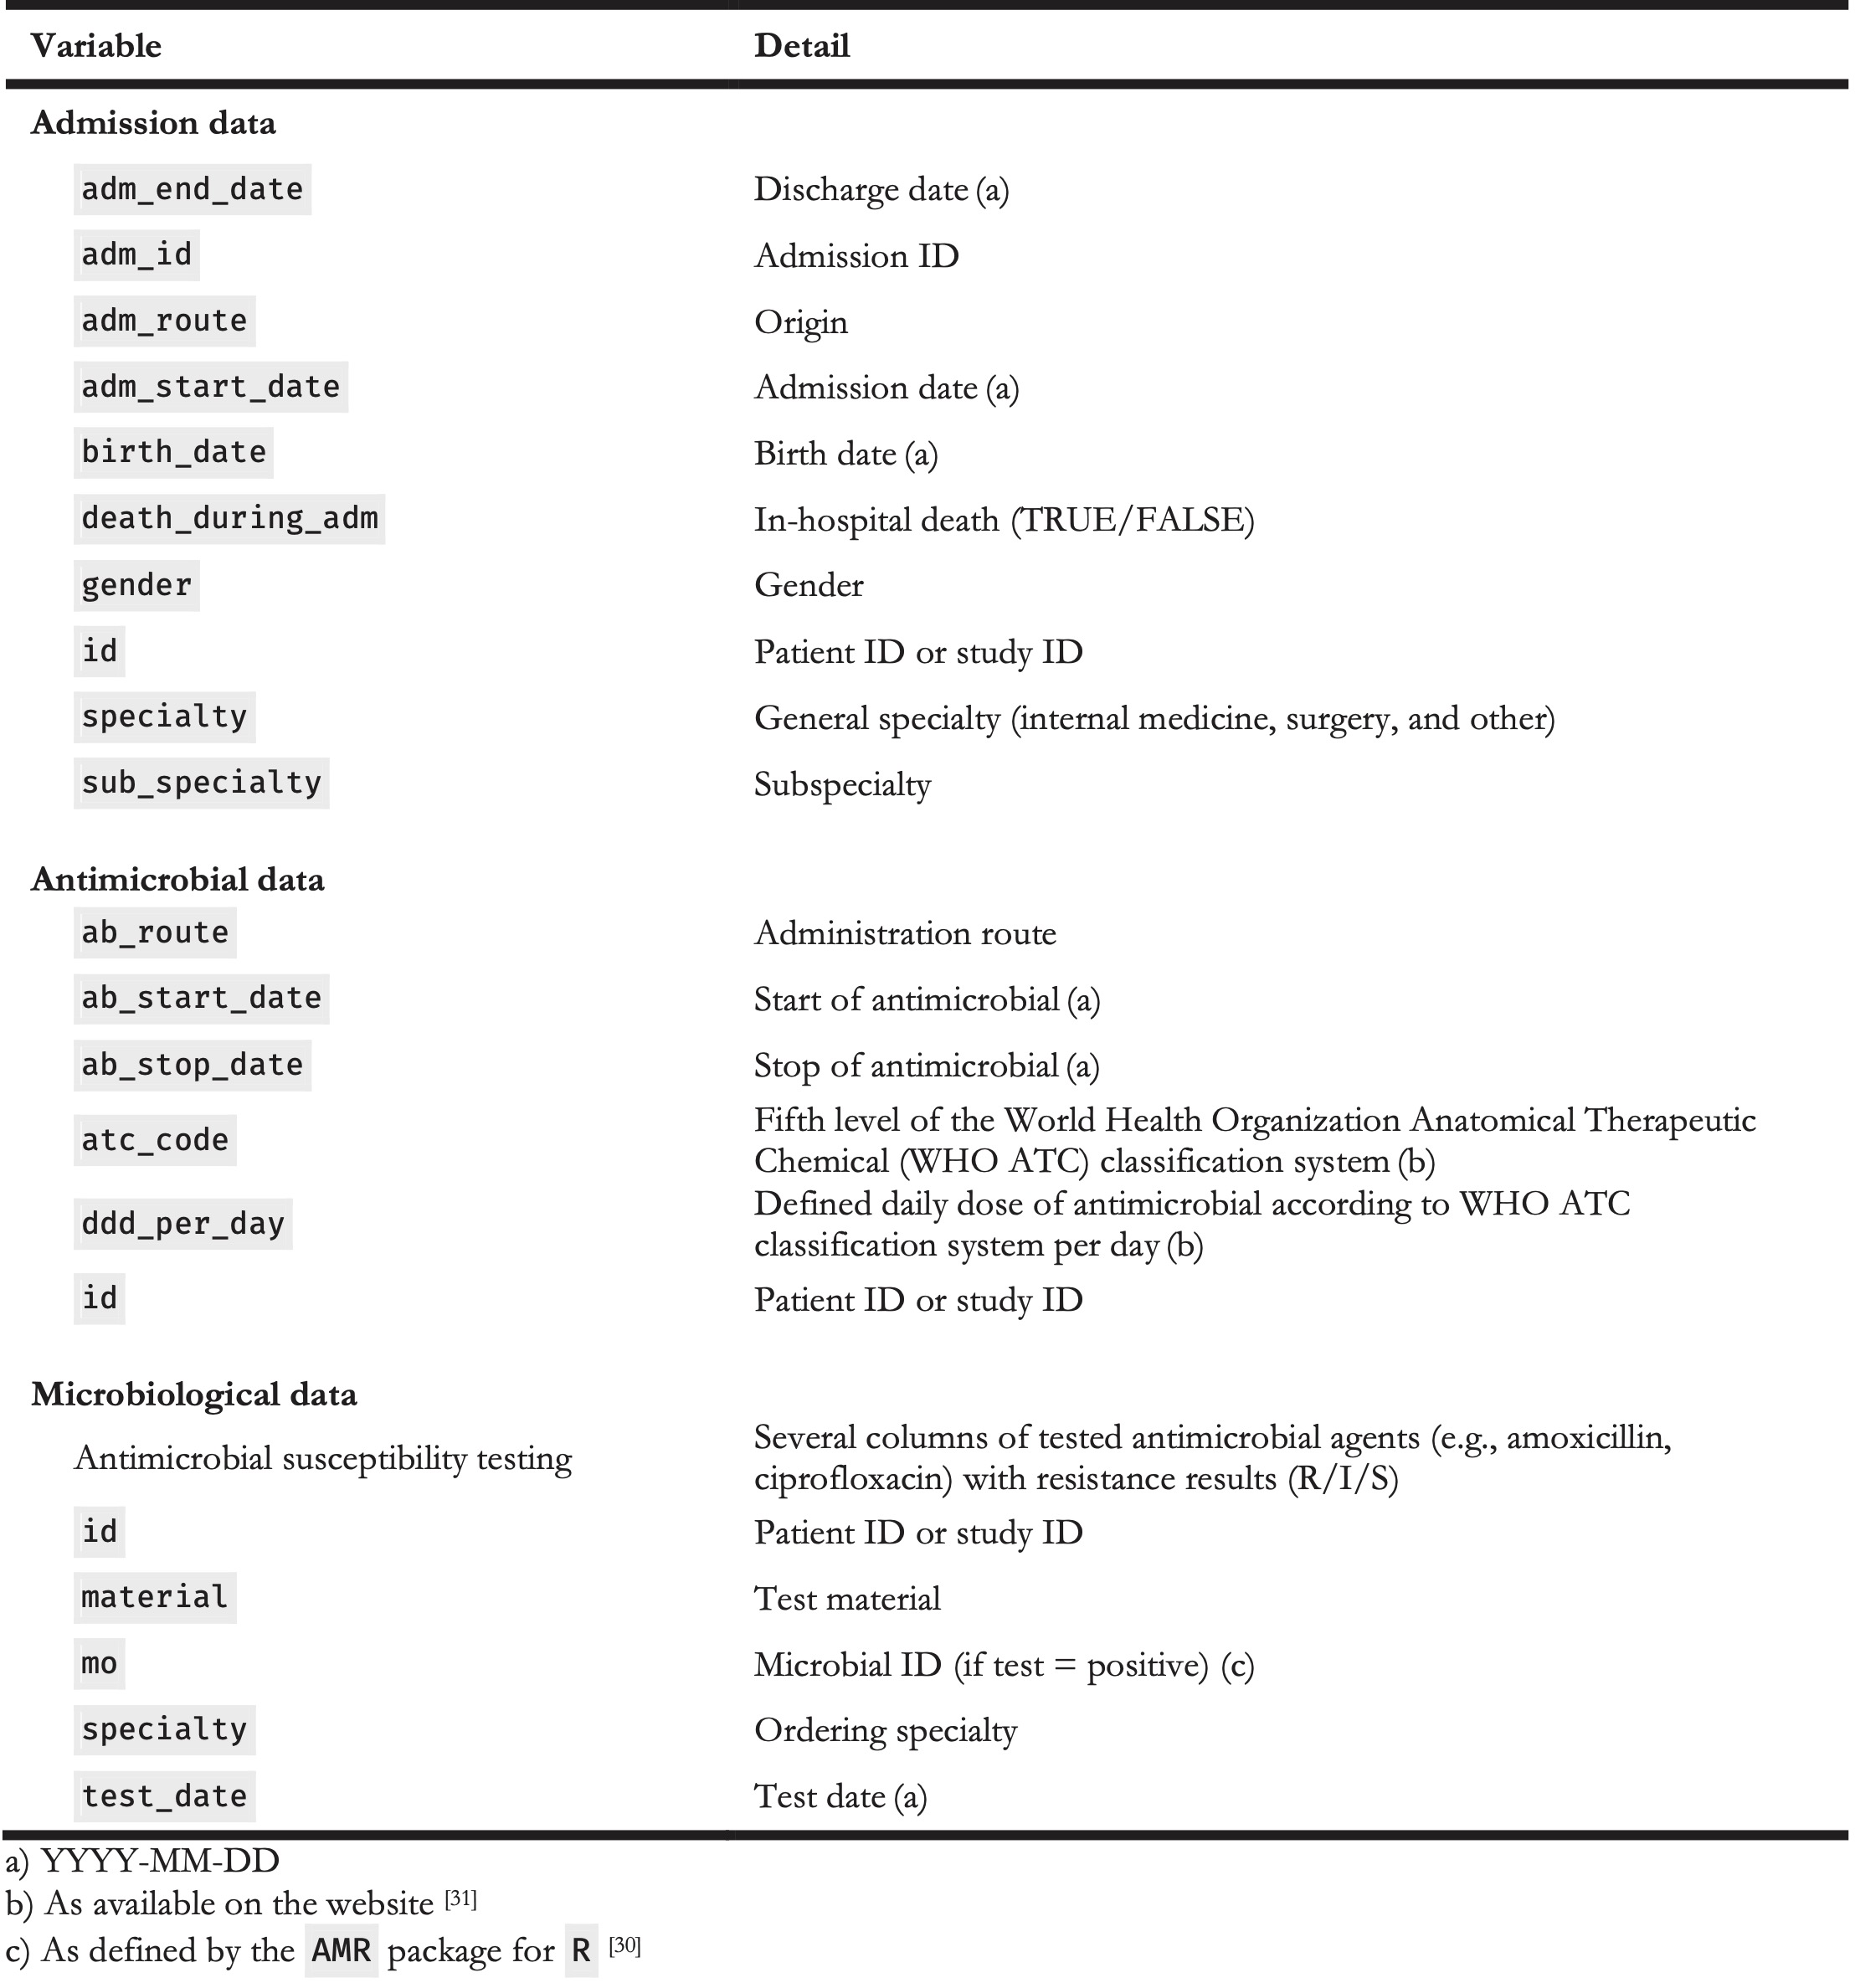 Variable Detail
Admission data
adm_end_date Discharge date (a)
adm_id Admission ID
adm_route Origin
adm_start_date Admission date (a)
birth_date Birth date (a)
death_during_adm In-hospital death (TRUE/FALSE)
gender Gender
id Patient ID or study ID
specialty General specialty (internal medicine, surgery, and other)
sub_specialty Subspecialty
Antimicrobial data
ab_route Administration route
ab_start_date Start of antimicrobial (a)
ab_stop_date Stop of antimicrobial (a)
atc_code Fifth level of the World Health Organization Anatomical Therapeutic
Chemical (WHO ATC) classification system (b)
ddd_per_day Defined daily dose of antimicrobial according to WHO ATC
classification system per day (b)
id Patient ID or study ID
Microbiological data
Antimicrobial susceptibility testing Several columns of tested antimicrobial agents (e.g., amoxicillin,
ciprofloxacin) with resistance results (R/I/S)
id Patient ID or study ID
material Test material
mo Microbial ID (if test = positive) (c)
specialty Ordering specialty
test_date Test date (a)
a) YYYY-MM-DD
b) As available on the website [31]
c) As defined by the AMR package for R [30]